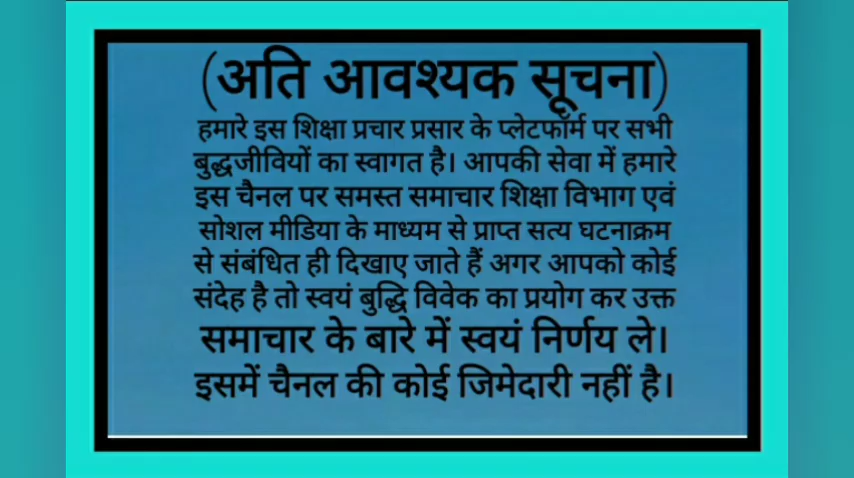 (अति आवश्यक सूचना)
हमारे इस शिक्षा प्रचार प्रसार के प्लेटफॉर्म पर सभी
बुद्धजीवियों का स्वागत है। आपकी सेवा में हमारे
इस चैनल पर समस्त समाचार शिक्षा विभाग एवं
सोशल मीडिया के माध्यम से प्राप्त सत्य घटनाक्रम
से संबंधित ही दिखाए जाते हैं अगर आपको कोई
संदेह है तो स्वयं बुद्धि विवेक का प्रयोग कर उक्त
समाचार के बारे में स्वयं निर्णय ले।
इसमें चैनल की कोई जिमेदारी नहीं है।